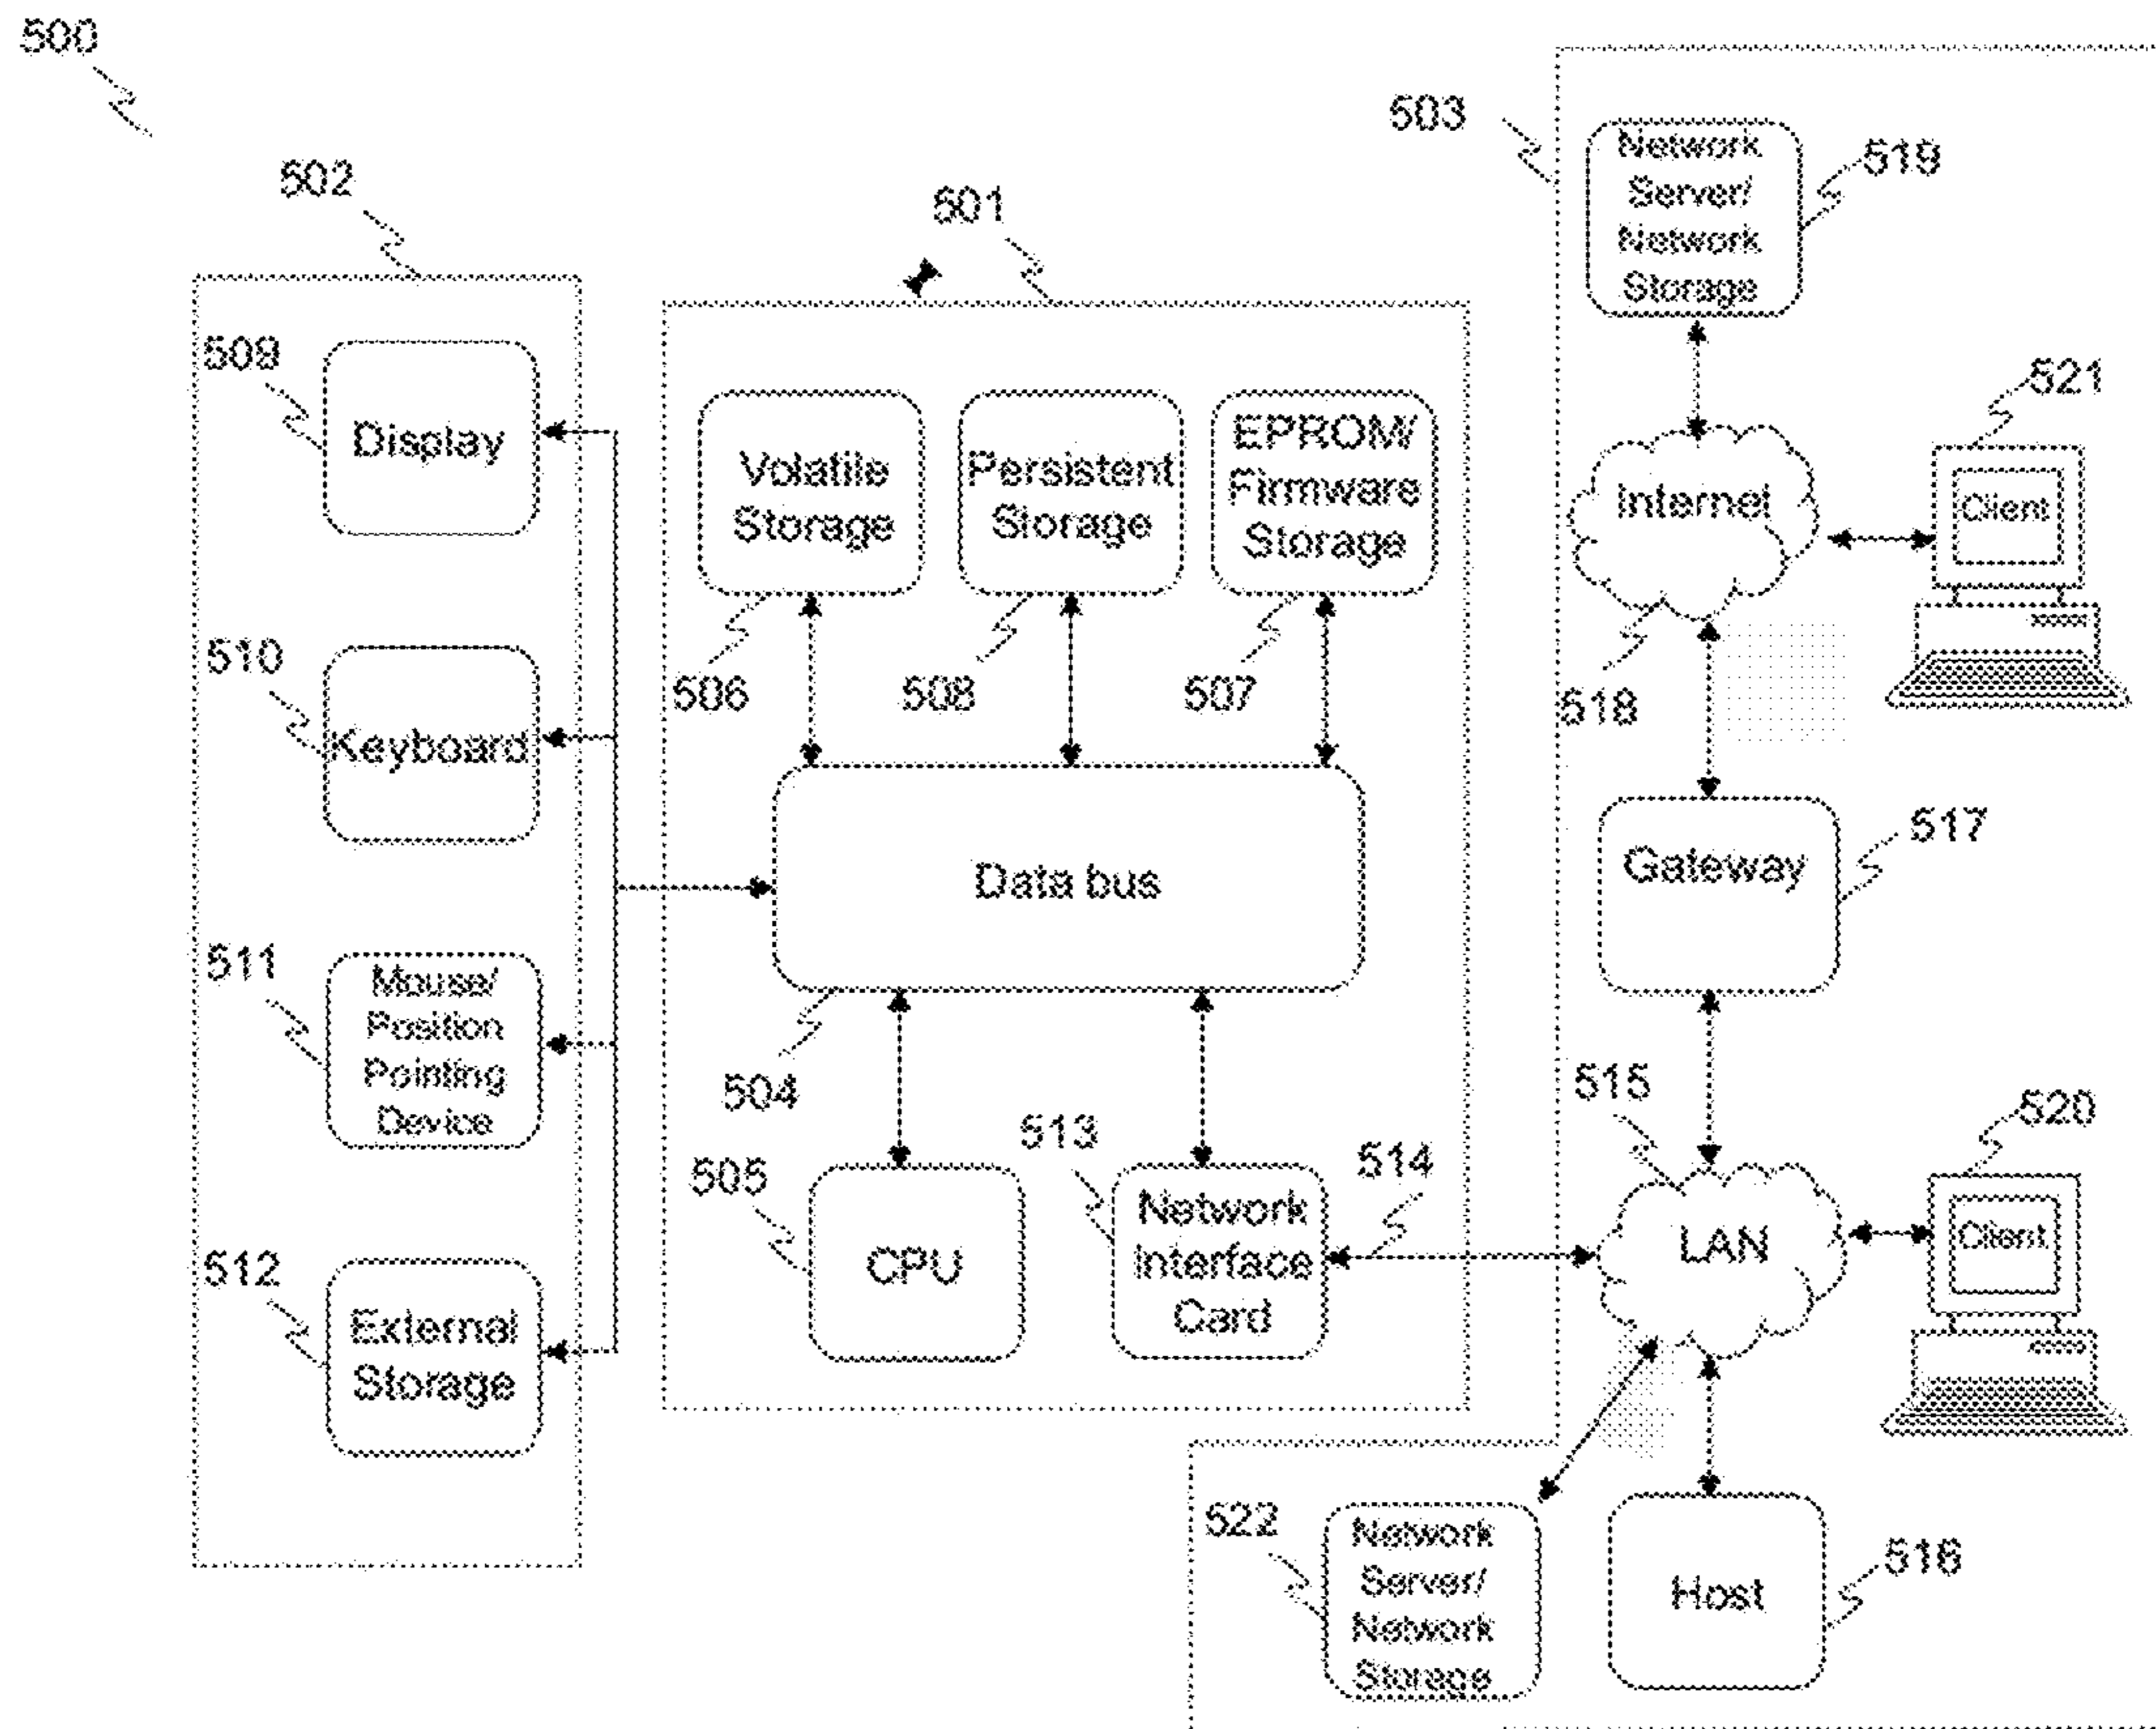 500
502
501
503
509
Display
510
Keyboard
511
Mouse/
Position
Pointing
Device
512
External
Storage
Volatile
Storage
506
Persistent
Storage
508
EPROM/
Firmware
Storage
507
Data bus
504
505
CPU
513
Network
Interface
Card
514
Network
Server/
Network
Storage
519
Internet
518
521
Client
Gateway
517
515
LAN
520
Client
522
Network
Server/
Network
Storage
Host
516